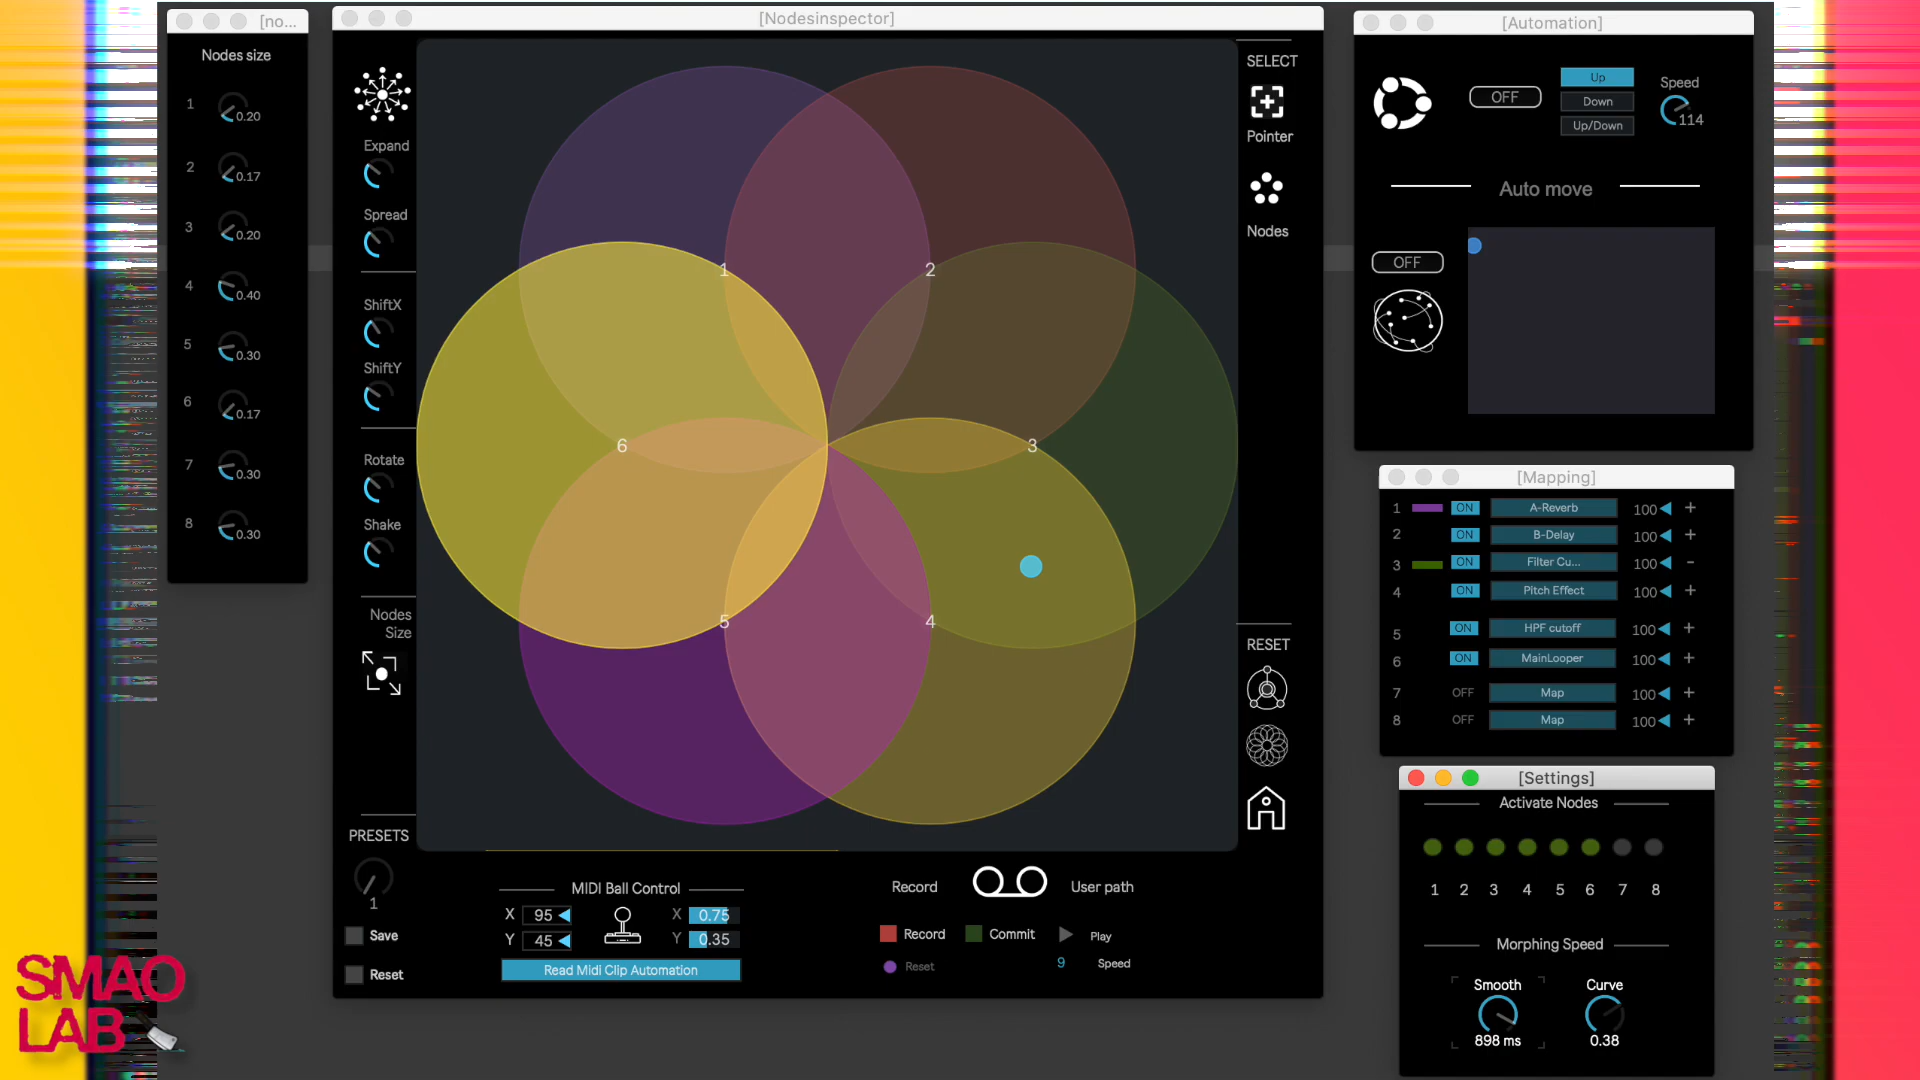 [no...
Nodes size
1 0.20
2 0.17
3 0.20
4 0.40
5 0.30
6 0.17
7 0.30
8 0.30
[Nodesinspector]
Expand
Spread
ShiftX
ShiftY
Rotate
Shake
Nodes
Size
PRESETS
1
Save
Reset
1 2
6 3
5 4
SELECT
Pointer
Nodes
RESET
MIDI Ball Control
X 95 X 0.75
Y 45 Y 0.35
Read Midi Clip Automation
Record User path
Record Commit Play
Reset 9 Speed
[Automation]
OFF
Up
Down
Up/Down
Speed
114
Auto move
OFF
[Mapping]
1 ON A-Reverb 100 +
2 ON B-Delay 100 +
3 ON Filter Cu... 100 -
4 ON Pitch Effect 100 +
5 ON HPF cutoff 100 +
6 ON MainLooper 100 +
7 OFF Map 100 +
8 OFF Map 100 +
[Settings]
Activate Nodes
1 2 3 4 5 6 7 8
Morphing Speed
Smooth Curve
898 ms 0.38
SMAO
LAB